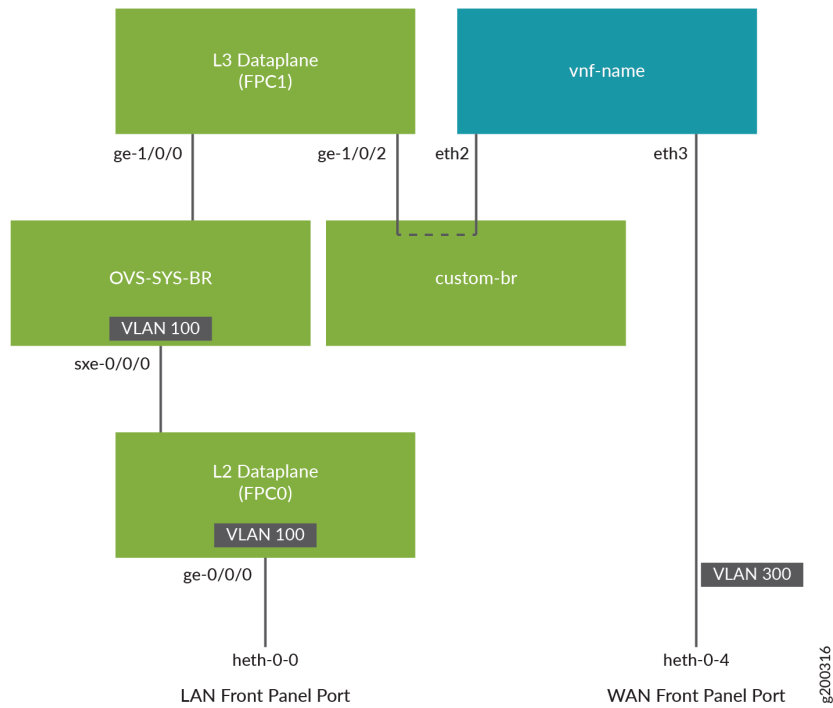 L3 Dataplane
(FPC1)
vnf-name
ge-1/0/0
ge-1/0/2
eth2
eth3
OVS-SYS-BR
VLAN 100
custom-br
sxe-0/0/0
L2 Dataplane
(FPC0)
VLAN 100
ge-0/0/0
VLAN 300
heth-0-0
heth-0-4
LAN Front Panel Port
WAN Front Panel Port
g200316